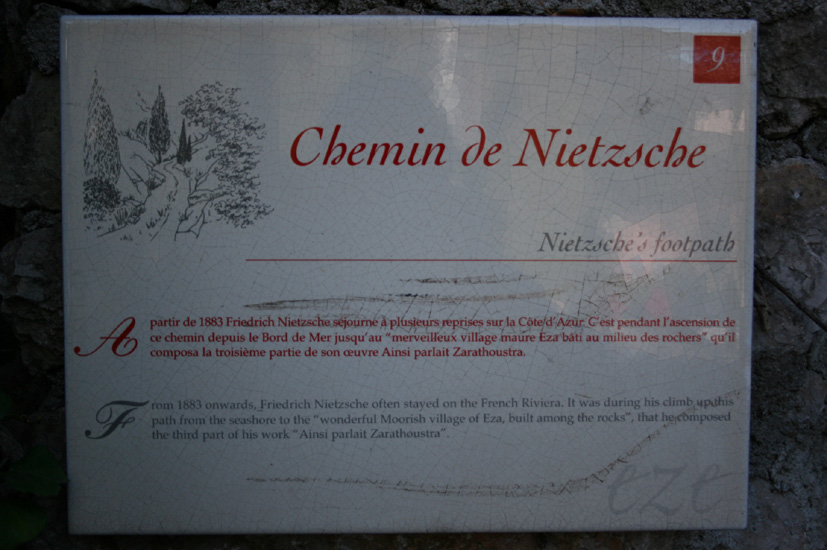 9
Chemin de Nietzsche
Nietzsche's footpath
A partir de 1883 Friedrich Nietzsche séjourne à plusieurs reprises sur la Côte d'Azur. C'est pendant l'ascension de
ce chemin depuis le Bord de Mer jusqu'au "merveilleux village maure Eza bâti au milieu des rochers" qu'il
composa la troisième partie de son œuvre Ainsi parlait Zarathoustra.
From 1883 onwards, Friedrich Nietzsche often stayed on the French Riviera. It was during his climb up this
path from the seashore to the "wonderful Moorish village of Eza, built among the rocks", that he composed
the third part of his work "Ainsi parlait Zarathoustra".
eze